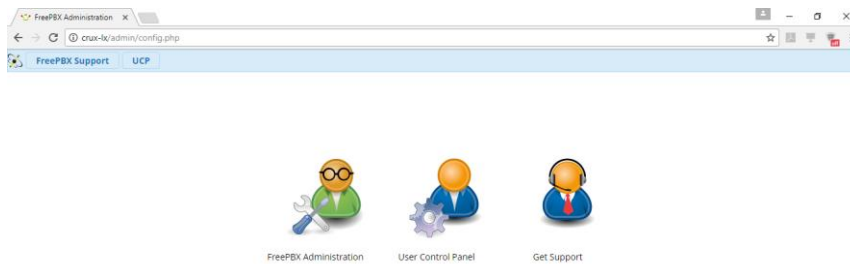 FreePBX Administration
crux-lx/admin/config.php
FreePBX Support UCP
FreePBX Administration User Control Panel Get Support